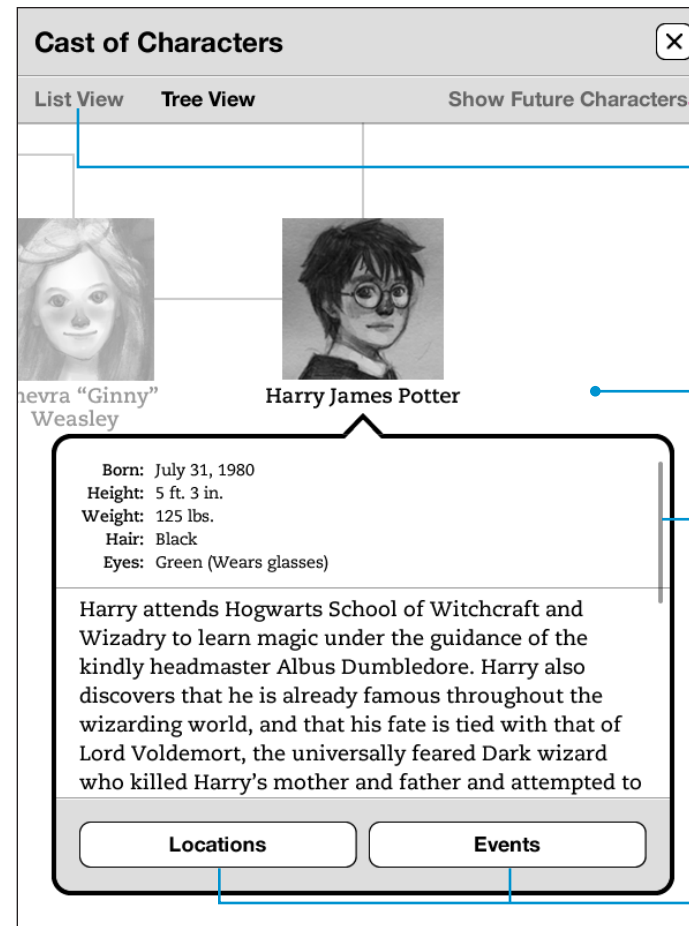 Cast of Characters
List View Tree View Show Future Characters
nevra “Ginny”
Weasley
Harry James Potter
Born: July 31, 1980
Height: 5 ft. 3 in.
Weight: 125 lbs.
Hair: Black
Eyes: Green (Wears glasses)
Harry attends Hogwarts School of Witchcraft and
Wizadry to learn magic under the guidance of the
kindly headmaster Albus Dumbledore. Harry also
discovers that he is already famous throughout the
wizarding world, and that his fate is tied with that of
Lord Voldemort, the universally feared Dark wizard
who killed Harry’s mother and father and attempted to
Locations Events